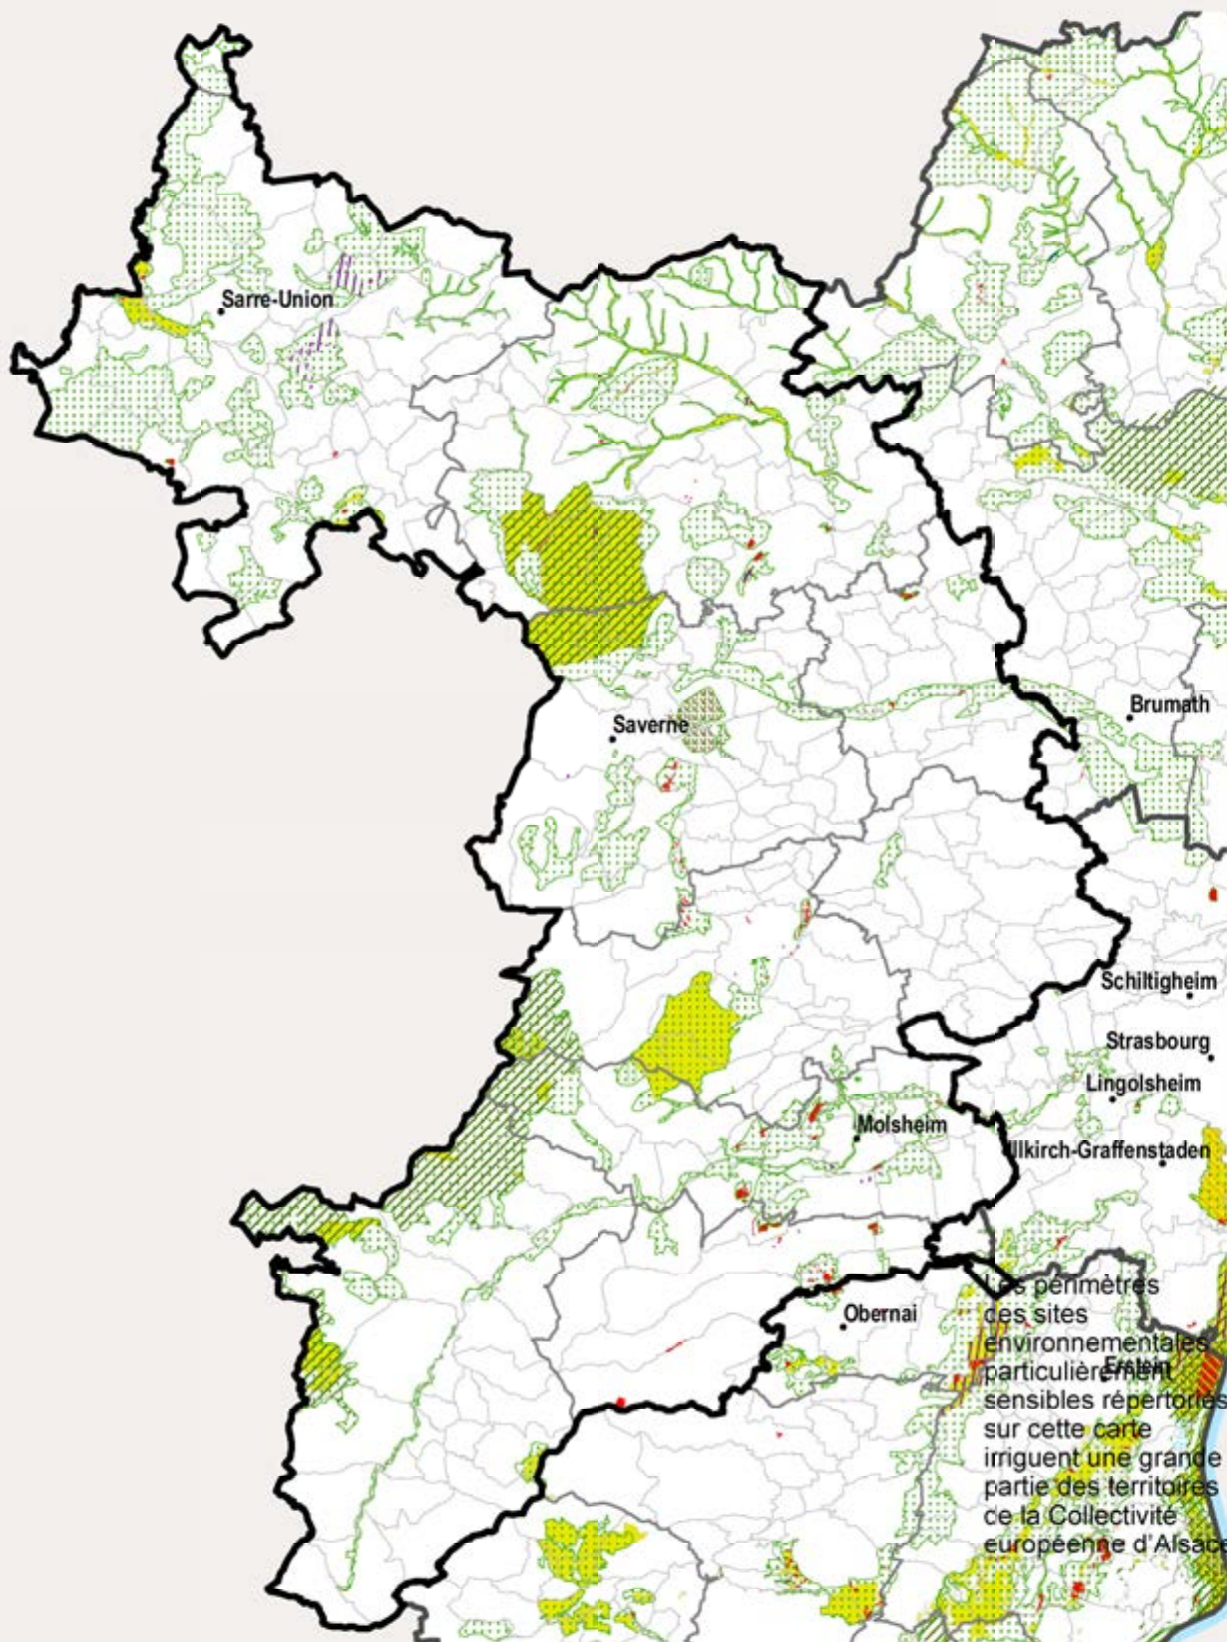 Sarre-Union
Brumath
Saverne
Schiltigheim
Strasbourg
Lingolsheim
Molsheim
Illkirch-Graffenstaden
Obernai
Erstein
Les périmètres
des sites
environnementales
particulièrement
sensibles répertoriés
sur cette carte
irriguent une grande
partie des territoires
de la Collectivité
européenne d'Alsace